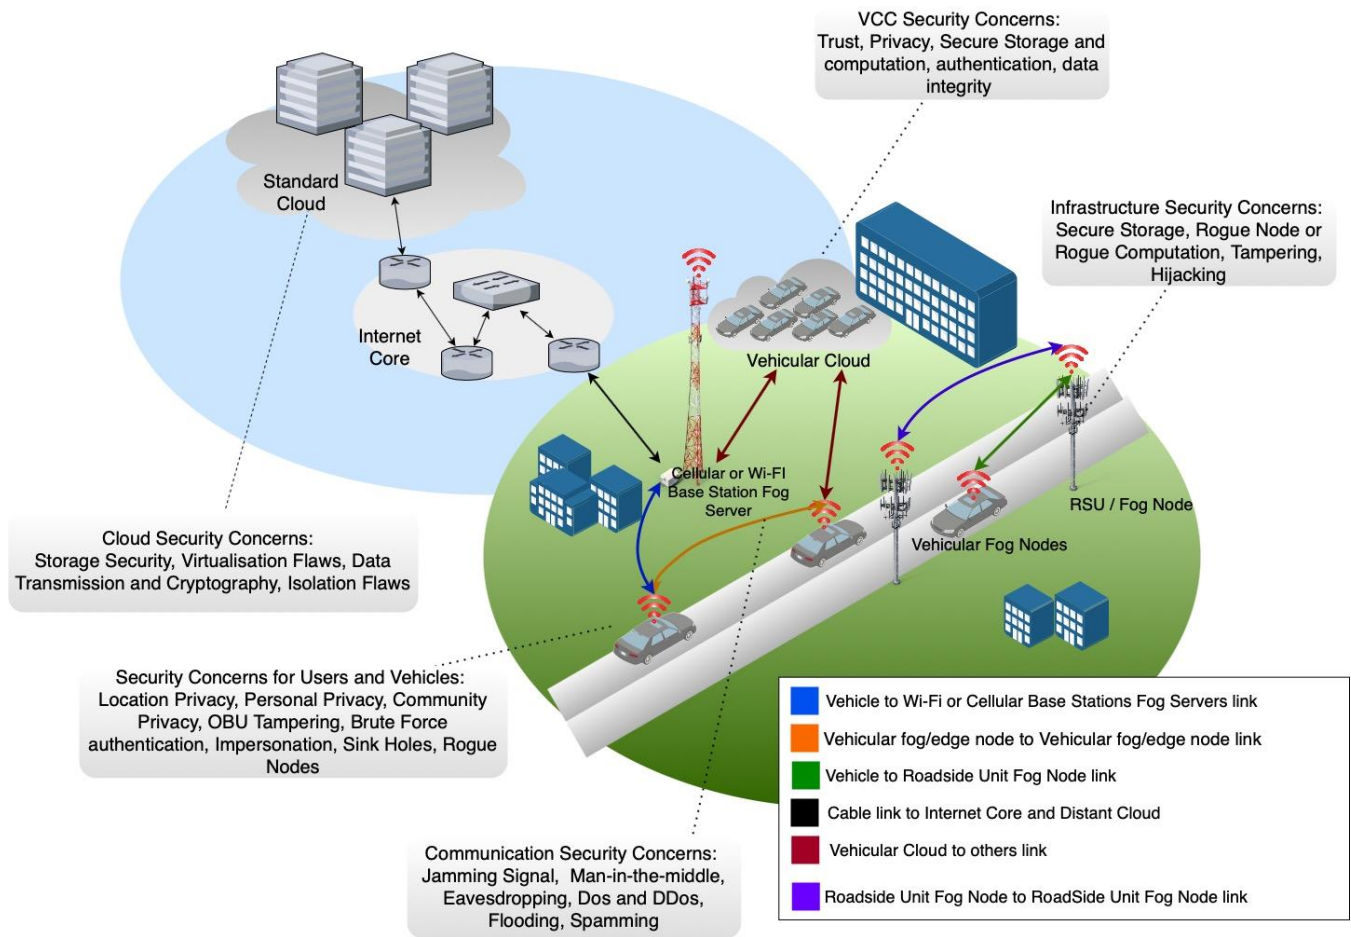 VCC Security Concerns:
Trust, Privacy, Secure Storage and
computation, authentication, data
integrity
Standard
Cloud
Infrastructure Security Concerns:
Secure Storage, Rogue Node or
Rogue Computation, Tampering,
Hijacking
Internet
Core
Vehicular Cloud
Cellular or Wi-FI
Base Station Fog
Server
RSU / Fog Node
Vehicular Fog Nodes
Cloud Security Concerns:
Storage Security, Virtualisation Flaws, Data
Transmission and Cryptography, Isolation Flaws
Security Concerns for Users and Vehicles:
Location Privacy, Personal Privacy, Community
Privacy, OBU Tampering, Brute Force
authentication, Impersonation, Sink Holes, Rogue
Nodes
Communication Security Concerns:
Jamming Signal, Man-in-the-middle,
Eavesdropping, Dos and DDos,
Flooding, Spamming
Vehicle to Wi-Fi or Cellular Base Stations Fog Servers link
Vehicular fog/edge node to Vehicular fog/edge node link
Vehicle to Roadside Unit Fog Node link
Cable link to Internet Core and Distant Cloud
Vehicular Cloud to others link
Roadside Unit Fog Node to RoadSide Unit Fog Node link